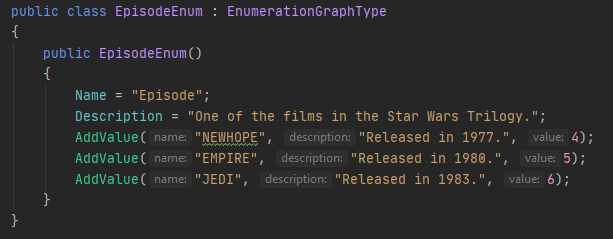 public class EpisodeEnum : EnumerationGraphType
{
public EpisodeEnum()
{
Name = "Episode";
Description = "One of the films in the Star Wars Trilogy.";
AddValue( name: "NEWHOPE", description: "Released in 1977.", value: 4);
AddValue( name: "EMPIRE", description: "Released in 1980.", value: 5);
AddValue( name: "JEDI", description: "Released in 1983.", value: 6);
}
}